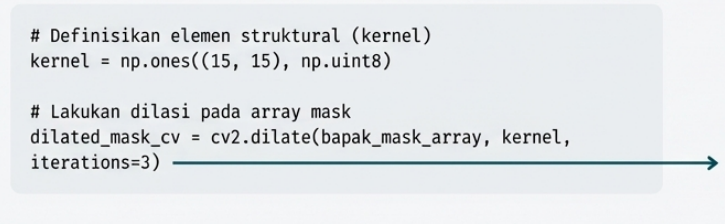 # Definisikan elemen struktural (kernel)
kernel = np.ones((15, 15), np.uint8)
# Lakukan dilasi pada array mask
dilated_mask_cv = cv2.dilate(bapak_mask_array, kernel,
iterations=3)